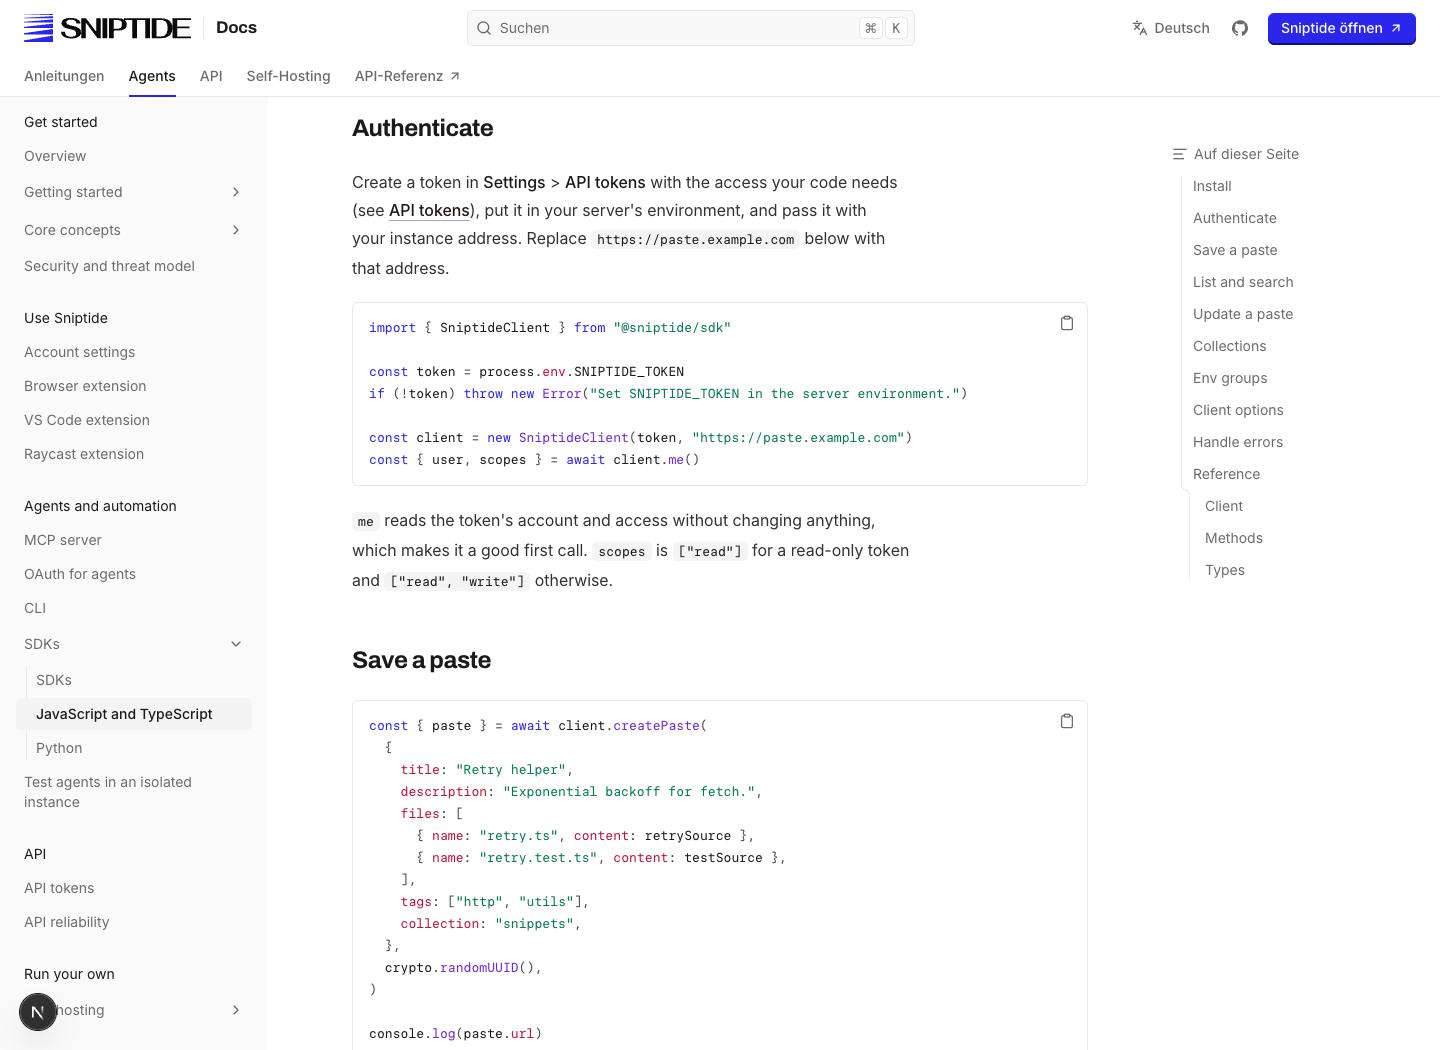 SNIPTIDE Docs
Suchen ⌘ K
Deutsch
Sniptide öffnen
Anleitungen Agents API Self-Hosting API-Referenz
Get started
Overview
Getting started
Core concepts
Security and threat model
Use Sniptide
Account settings
Browser extension
VS Code extension
Raycast extension
Agents and automation
MCP server
OAuth for agents
CLI
SDKs
SDKs
JavaScript and TypeScript
Python
Test agents in an isolated
instance
API
API tokens
API reliability
Run your own
hosting
Authenticate
Create a token in Settings > API tokens with the access your code needs
(see API tokens), put it in your server's environment, and pass it with
your instance address. Replace https://paste.example.com below with
that address.
import { SniptideClient } from "@sniptide/sdk"
const token = process.env.SNIPTIDE_TOKEN
if (!token) throw new Error("Set SNIPTIDE_TOKEN in the server environment.")
const client = new SniptideClient(token, "https://paste.example.com")
const { user, scopes } = await client.me()
me reads the token's account and access without changing anything,
which makes it a good first call. scopes is ["read"] for a read-only token
and ["read", "write"] otherwise.
Save a paste
const { paste } = await client.createPaste(
  {
    title: "Retry helper",
    description: "Exponential backoff for fetch.",
    files: [
      { name: "retry.ts", content: retrySource },
      { name: "retry.test.ts", content: testSource },
    ],
    tags: ["http", "utils"],
    collection: "snippets",
  },
  crypto.randomUUID(),
)
console.log(paste.url)
Auf dieser Seite
Install
Authenticate
Save a paste
List and search
Update a paste
Collections
Env groups
Client options
Handle errors
Reference
Client
Methods
Types